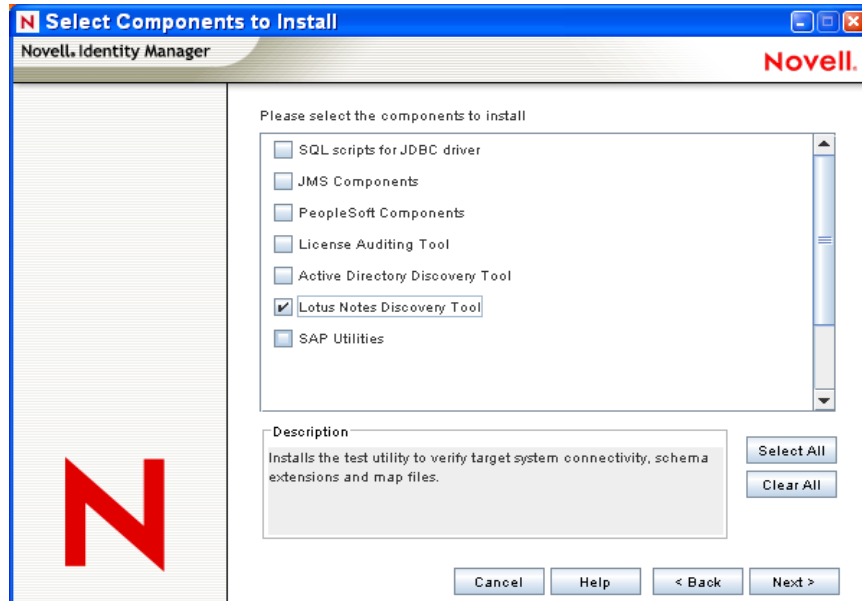 N Select Components to Install
Novell. Identity Manager
Novell.
Please select the components to install
SQL scripts for JDBC driver
JMS Components
PeopleSoft Components
License Auditing Tool
Active Directory Discovery Tool
Lotus Notes Discovery Tool
SAP Utilities
Description
Installs the test utility to verify target system connectivity, schema
extensions and map files.
Select All
Clear All
N
Cancel Help < Back Next >